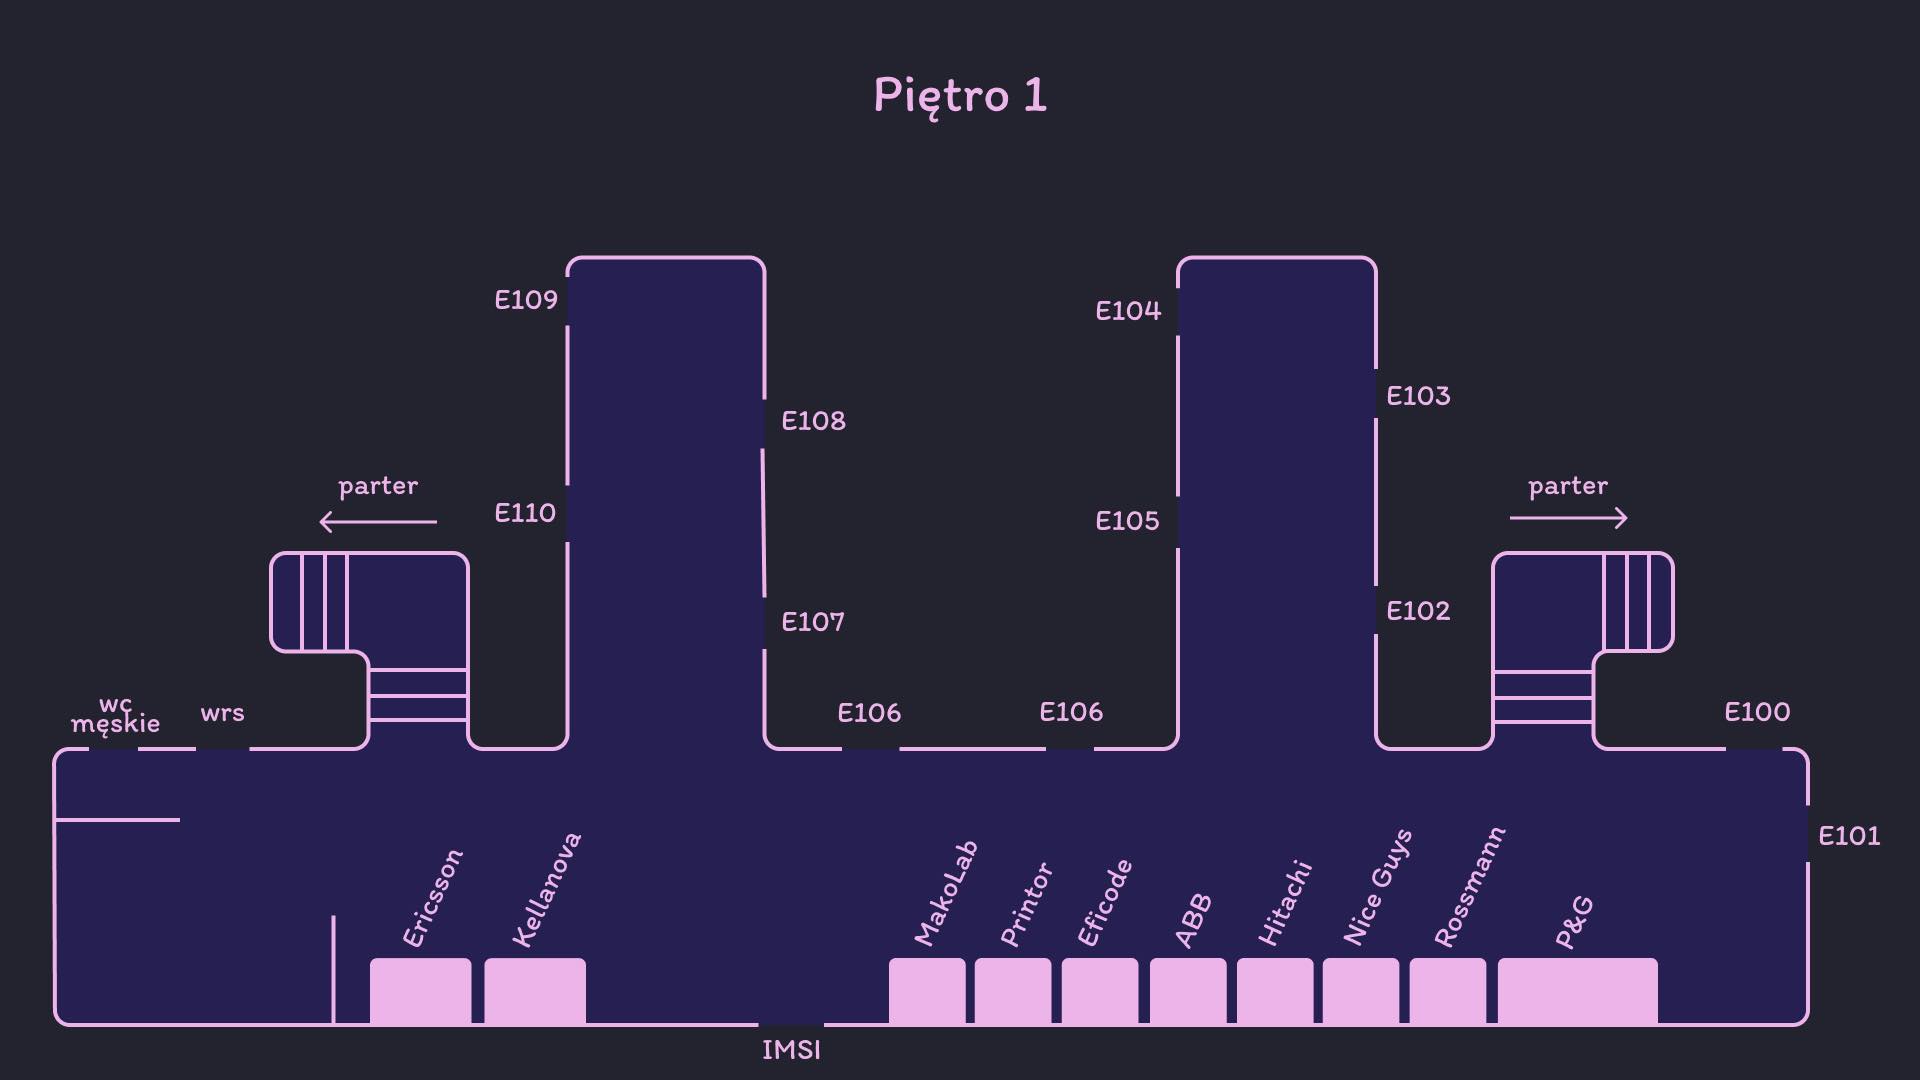 Piętro 1
E109
E104
E103
E108
parter
parter
E110
E105
E102
E107
wc
męskie
wrs
E106
E106
E100
E101
Ericsson
Kellanova
MakoLab
Printor
Eficode
ABB
Hitachi
Nice Guys
Rossmann
P&G
IMSI